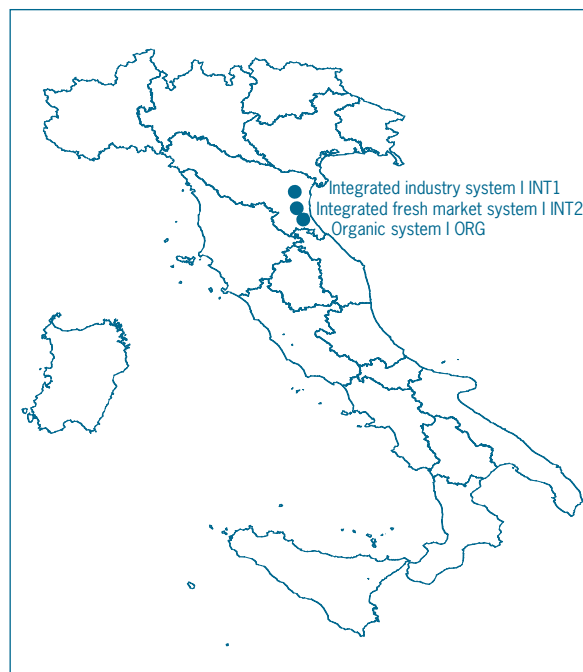 Integrated industry system I INT1
Integrated fresh market system I INT2
Organic system I ORG